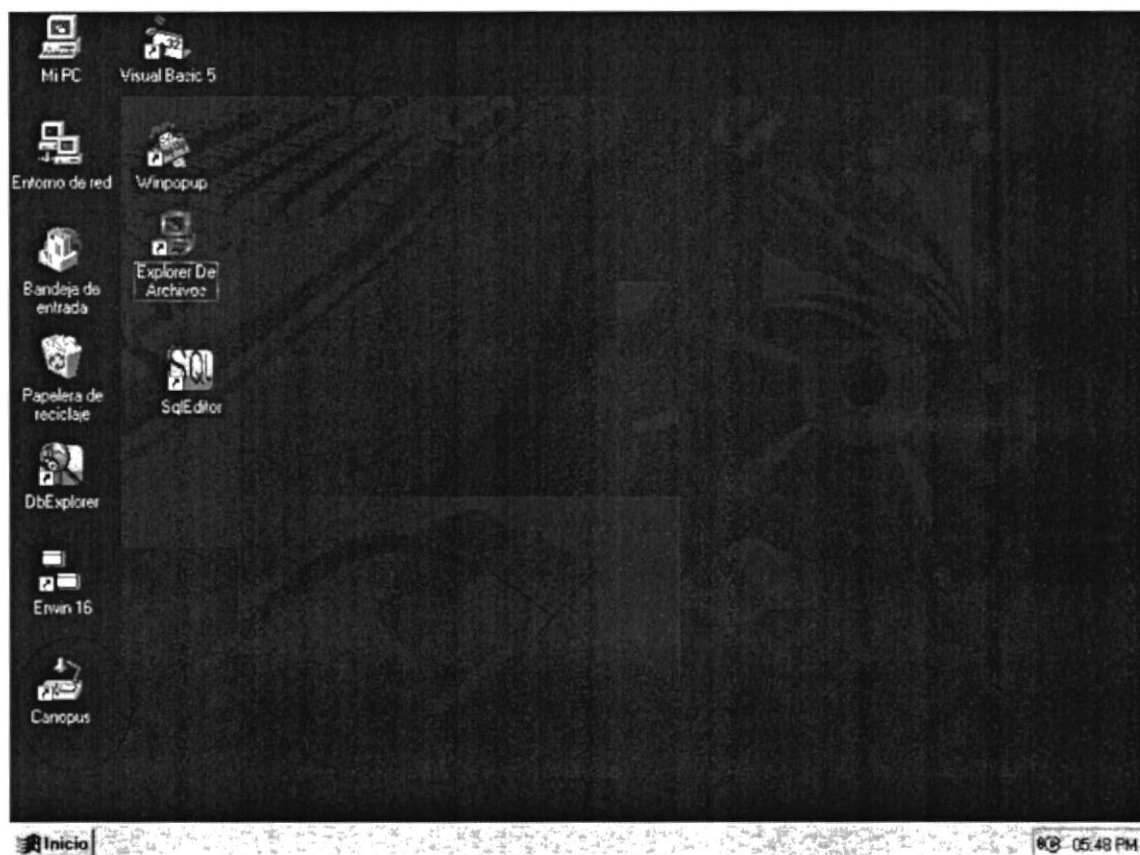 Mi PC
Visual Basic 5
Entorno de red
Winpopup
Bandeja de
entrada
Explorer De
Archivos
Papelera de
reciclaje
SQL
SqlEditor
DbExplorer
Erwin 16
Canopus
Inicio
05:48 PM